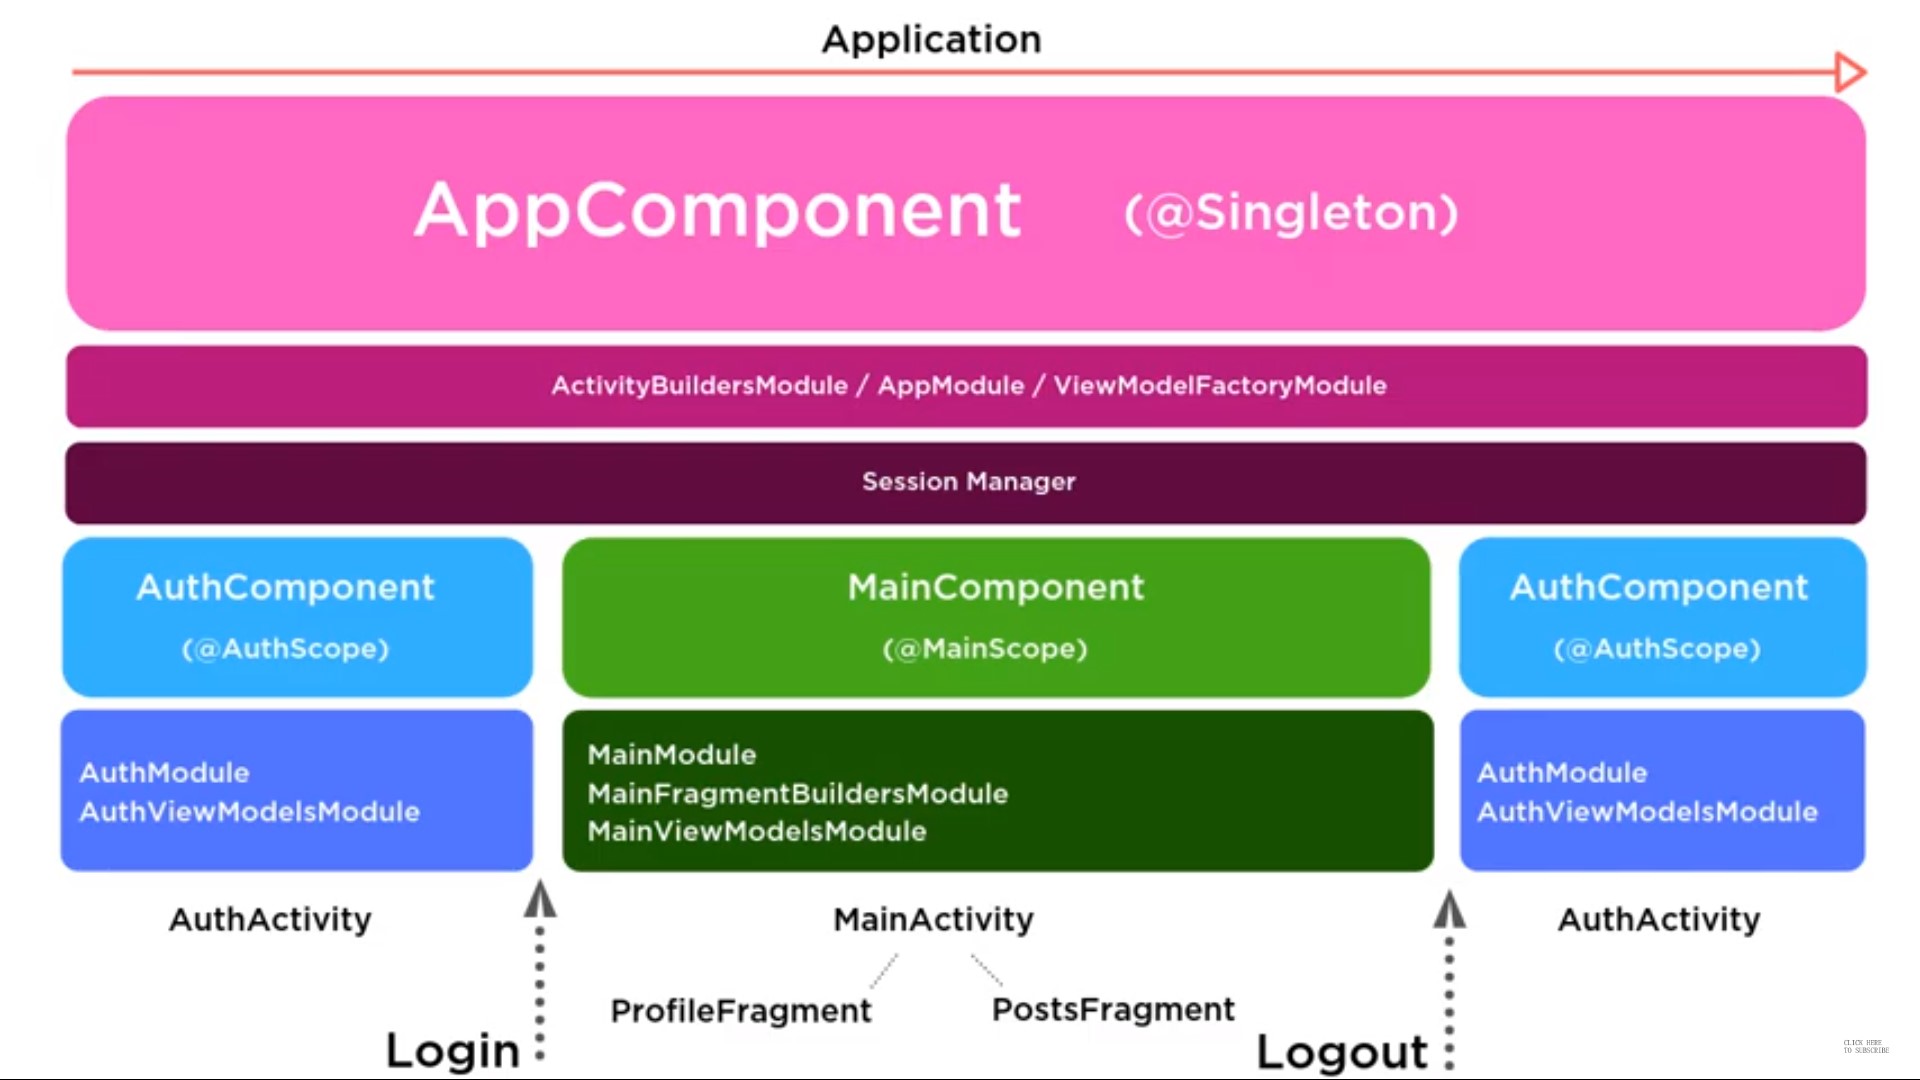 Application
AppComponent (@Singleton)
ActivityBuildersModule / AppModule / ViewModelFactoryModule
Session Manager
AuthComponent
(@AuthScope)
MainComponent
(@MainScope)
AuthComponent
(@AuthScope)
AuthModule
AuthViewModelsModule
MainModule
MainFragmentBuildersModule
MainViewModelsModule
AuthModule
AuthViewModelsModule
AuthActivity
MainActivity
AuthActivity
ProfileFragment
PostsFragment
Login
Logout
CLICK HERE
TO SUBSCRIBE